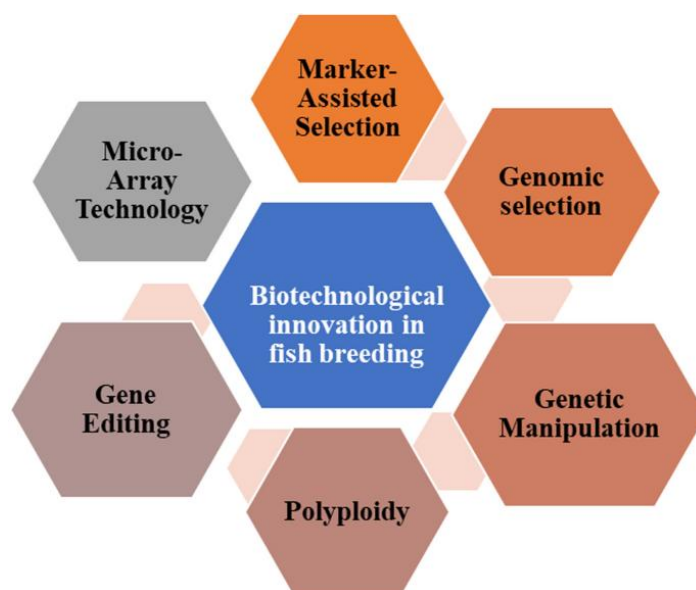 Marker-
Assisted
Selection
Micro-
Array
Technology
Genomic
selection
Biotechnological
innovation in
fish breeding
Gene
Editing
Genetic
Manipulation
Polyploidy